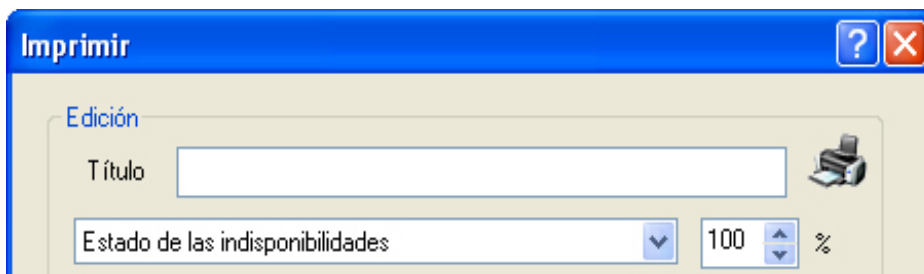 Imprimir
Edición
Título
Estado de las indisponibilidades 100 %